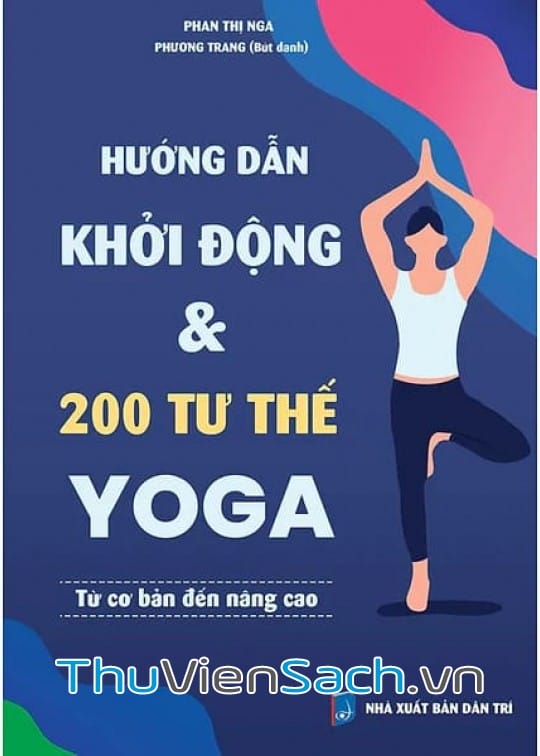 PHAN THỊ NGA
PHƯƠNG TRANG (Bút danh)
HƯỚNG DẪN
KHỞI ĐỘNG
&
200 TƯ THẾ
YOGA
Từ cơ bản đến nâng cao
ThuVienSach.vn
NHÀ XUẤT BẢN DÂN TRÍ